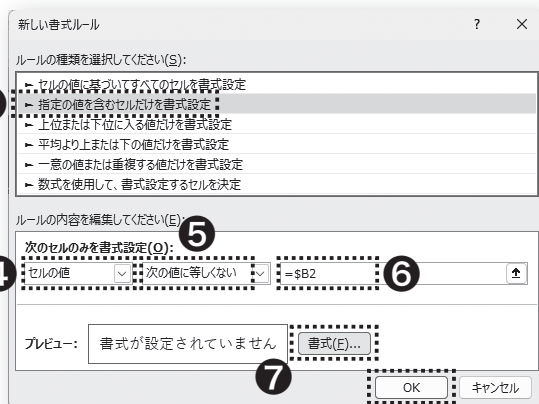 新しい書式ルール ? ×
ルールの種類を選択してください(S):
► セルの値に基づいてすべてのセルを書式設定
► 指定の値を含むセルだけを書式設定
► 上位または下位に入る値だけを書式設定
► 平均より上または下の値だけを書式設定
► 一意の値または重複する値だけを書式設定
► 数式を使用して、書式設定するセルを決定
ルールの内容を編集してください(E):
次のセルのみを書式設定(O): ❺
❹ セルの値 次の値に等しくない =$B2 ❻
プレビュー: 書式が設定されていません 書式(F)...
❼
OK キャンセル